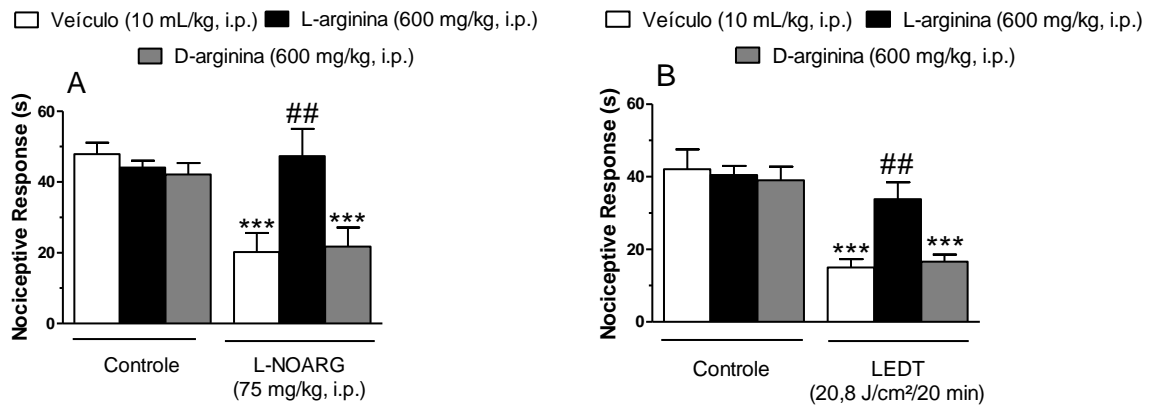 Veículo (10 mL/kg, i.p.) L-arginina (600 mg/kg, i.p.)
D-arginina (600 mg/kg, i.p.)
A
Nociceptive Response (s)
60
40
20
0
##
***
***
Controle
L-NOARG
(75 mg/kg, i.p.)
Veículo (10 mL/kg, i.p.) L-arginina (600 mg/kg, i.p.)
D-arginina (600 mg/kg, i.p.)
B
Nociceptive Response (s)
60
40
20
0
##
***
***
Controle
LEDT
(20,8 J/cm²/20 min)